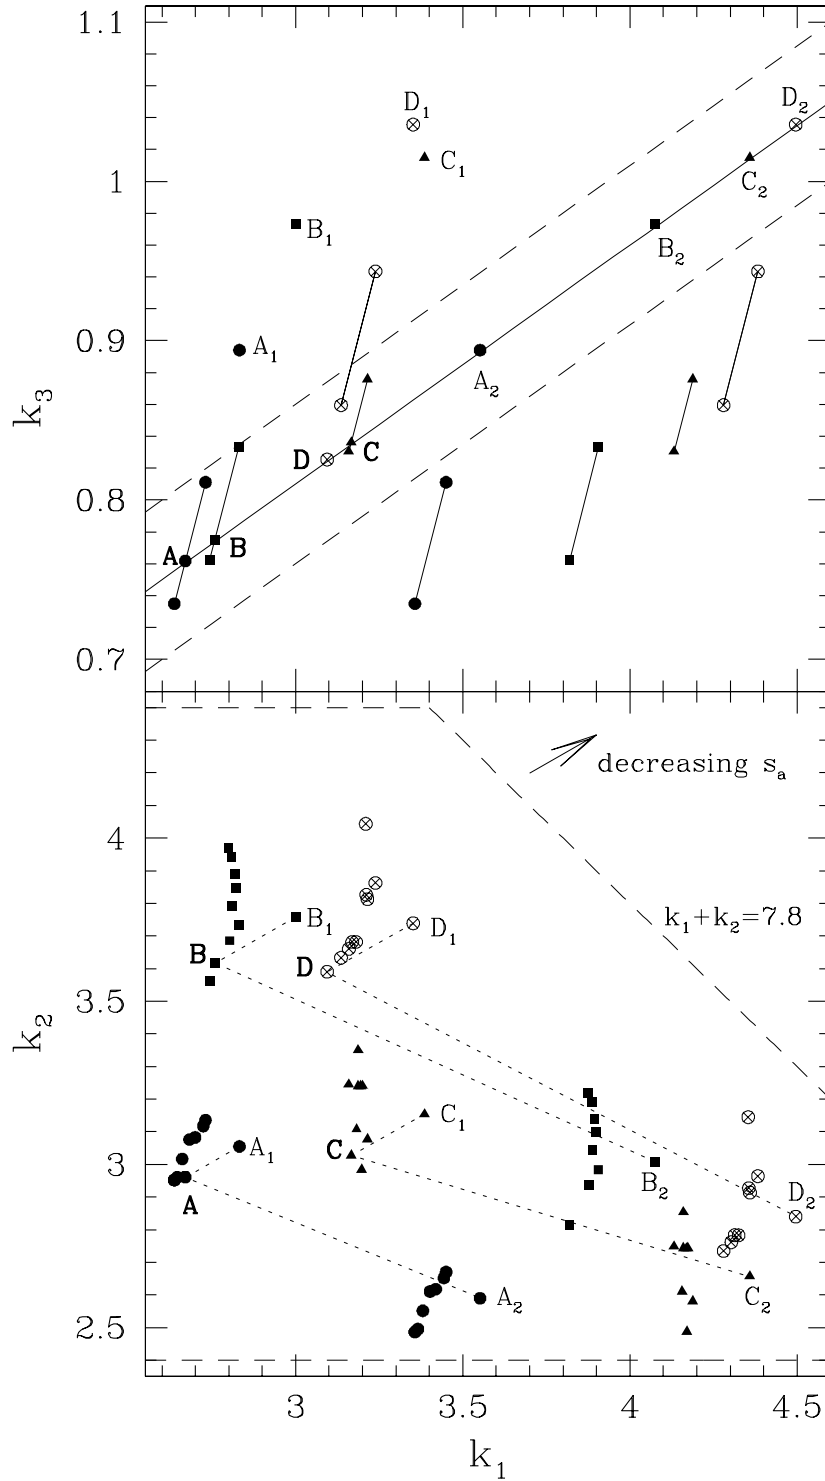 1.1
D₁
D₂
C₁
C₂
1
B₁
B₂
0.9
A₁
A₂
k₃
D
C
0.8
A
B
0.7
decreasing sₐ
4
k₁+k₂=7.8
B₁
D₁
B
D
3.5
k₂
C₁
A₁
C
B₂
3
A
D₂
A₂
C₂
2.5
3
3.5
4
4.5
k₁